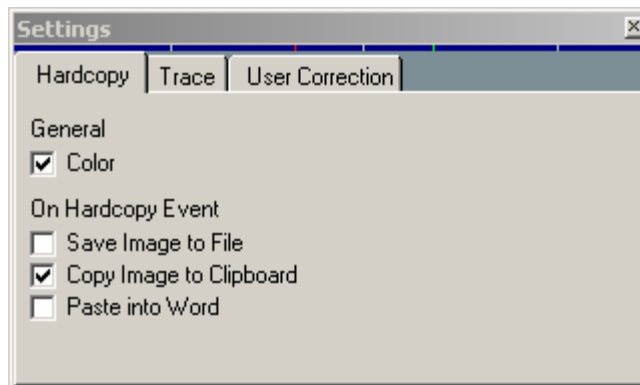 Settings
Hardcopy Trace User Correction
General
Color
On Hardcopy Event
Save Image to File
Copy Image to Clipboard
Paste into Word